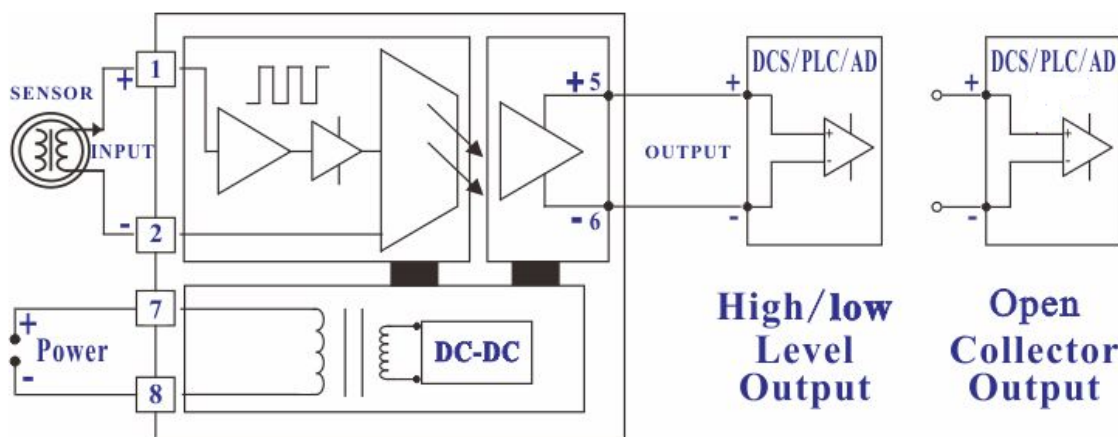 1
+
SENSOR
INPUT
-
2
7
+
Power
-
8
DC-DC
+ 5
- 6
OUTPUT
DCS/PLC/AD
+
+
-
-
High/low
Level
Output
DCS/PLC/AD
+
+
-
-
Open
Collector
Output